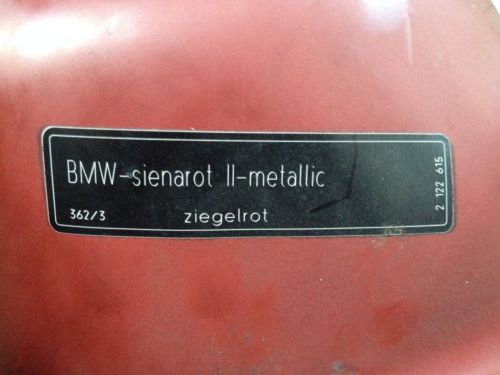 BMW-sienarot II-metallic
362/3 ziegelrot
2 122 615